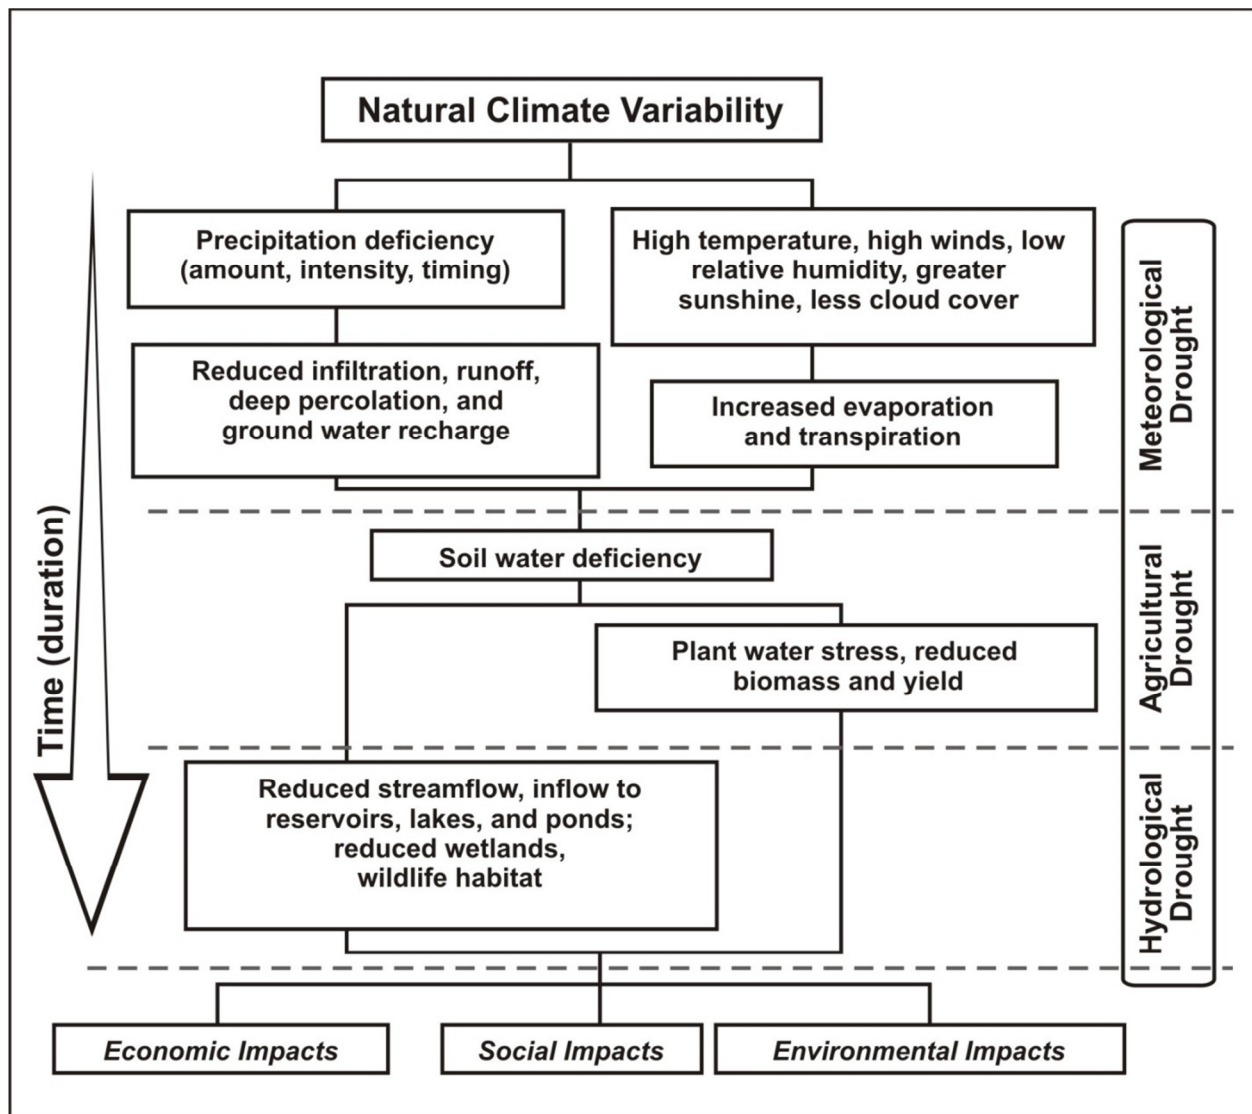 Natural Climate Variability
Precipitation deficiency
(amount, intensity, timing)
High temperature, high winds, low
relative humidity, greater
sunshine, less cloud cover
Reduced infiltration, runoff,
deep percolation, and
ground water recharge
Increased evaporation
and transpiration
Meteorological
Drought
Soil water deficiency
Plant water stress, reduced
biomass and yield
Agricultural
Drought
Time (duration)
Reduced streamflow, inflow to
reservoirs, lakes, and ponds;
reduced wetlands,
wildlife habitat
Hydrological
Drought
Economic Impacts
Social Impacts
Environmental Impacts